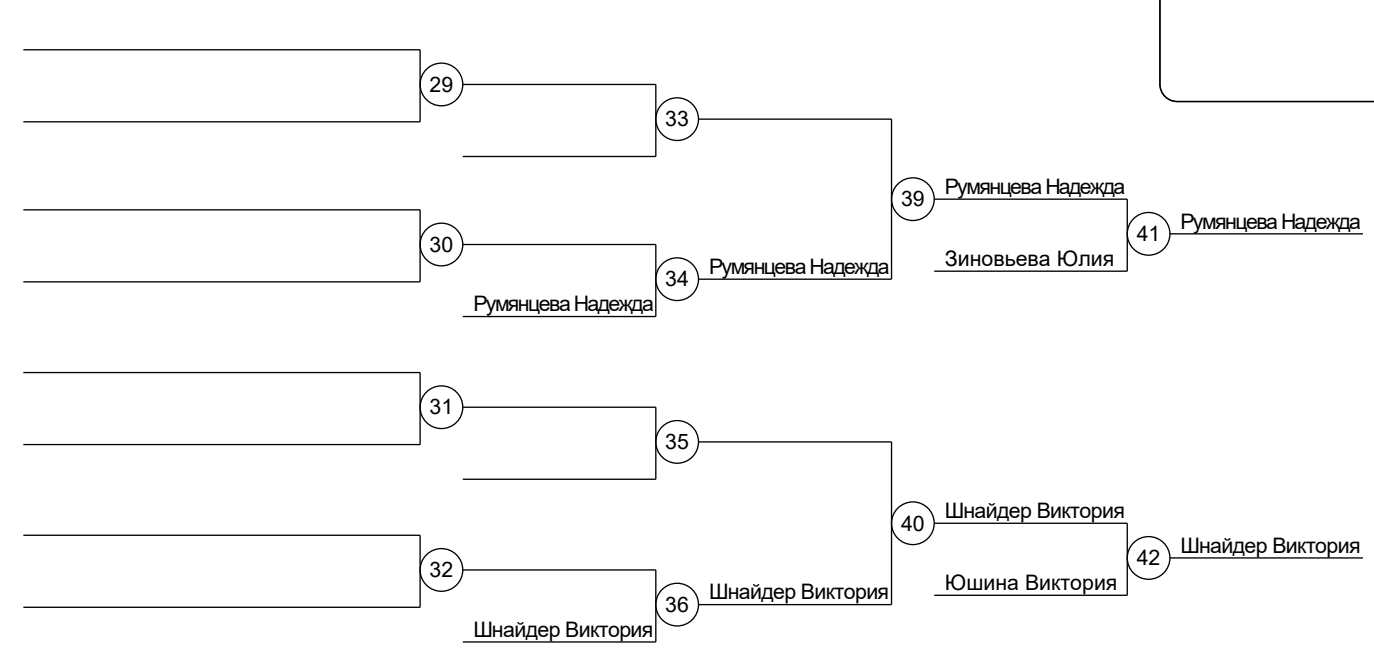 29
33
Румянцева Надежда
39
Румянцева Надежда
41
Зиновьева Юлия
30
Румянцева Надежда
34
Румянцева Надежда
31
35
Шнайдер Виктория
40
Шнайдер Виктория
42
Юшина Виктория
32
Шнайдер Виктория
36
Шнайдер Виктория